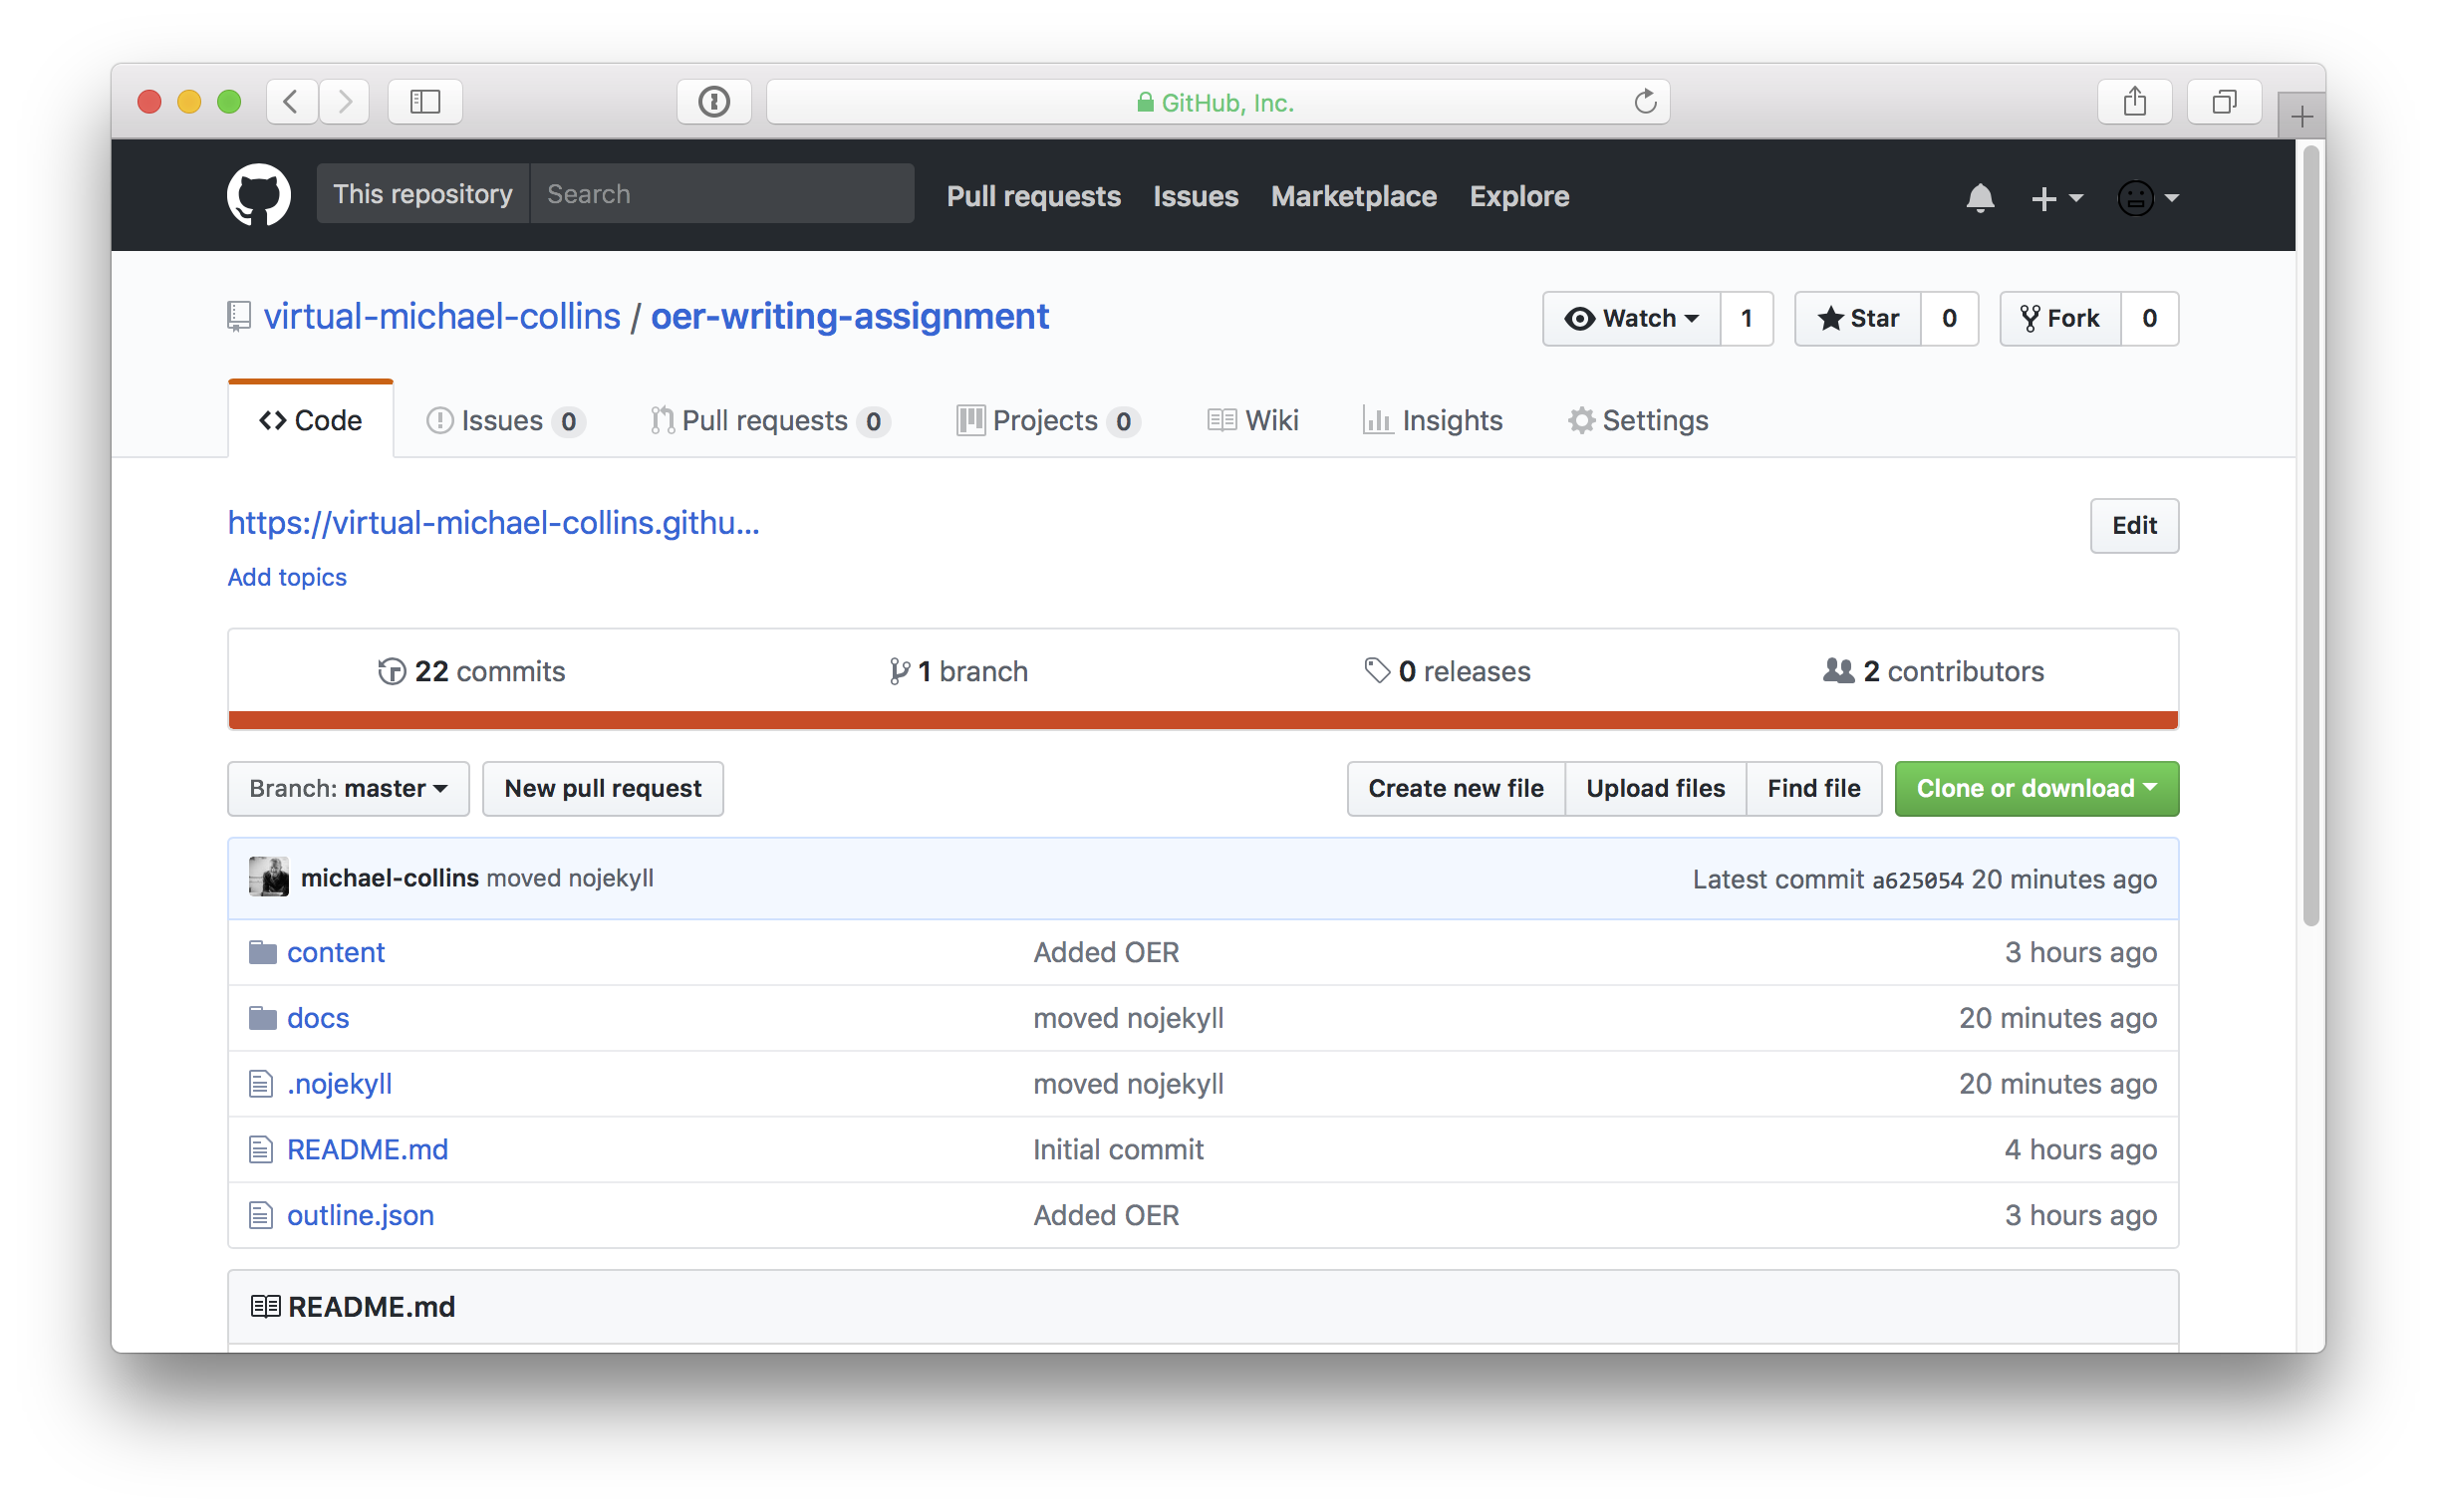 GitHub, Inc.
This repository Search Pull requests Issues Marketplace Explore
virtual-michael-collins / oer-writing-assignment Watch 1 Star 0 Fork 0
Code Issues 0 Pull requests 0 Projects 0 Wiki Insights Settings
https://virtual-michael-collins.githu... Edit
Add topics
22 commits 1 branch 0 releases 2 contributors
Branch: master New pull request Create new file Upload files Find file Clone or download
michael-collins moved nojekyll Latest commit a625054 20 minutes ago
content Added OER 3 hours ago
docs moved nojekyll 20 minutes ago
.nojekyll moved nojekyll 20 minutes ago
README.md Initial commit 4 hours ago
outline.json Added OER 3 hours ago
README.md